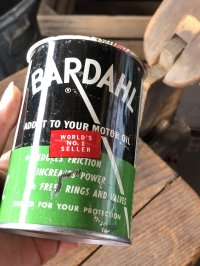 BARDAHL
®
ADD IT TO YOUR MOTOR OIL
WORLD'S
NO. 1
SELLER
REDUCES FRICTION
INCREASES POWER
FREES RINGS AND VALVES
FOR YOUR PROTECTION